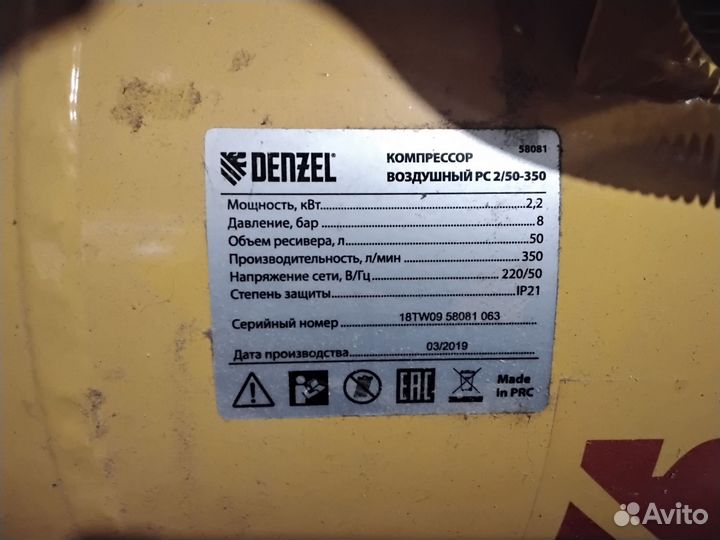 DENZEL
58081
КОМПРЕССОР
ВОЗДУШНЫЙ PC 2/50-350
Мощность, кВт 2,2
Давление, бар 8
Объем ресивера, л. 50
Производительность, л/мин 350
Напряжение сети, В/Гц 220/50
Степень защиты IP21
Серийный номер 18TW09 58081 063
Дата производства 03/2019
EAC
Made
In PRC
Avito